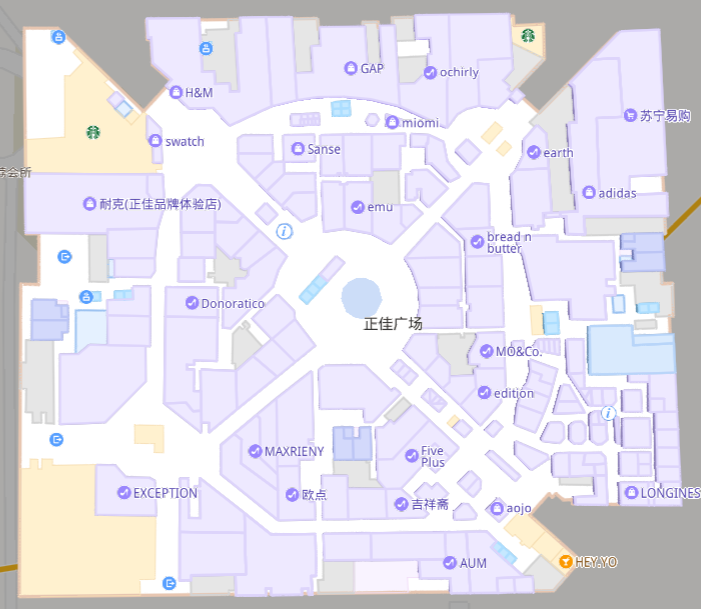 GAP
ochirly
H&M
苏宁易购
miomi
swatch
Sanse
earth
会所
adidas
耐克(正佳品牌体验店)
emu
bread n
butter
Donoratico
正佳广场
MO&Co.
edition
MAXRIENY
Five
Plus
EXCEPTION
欧点
吉祥斋
LONGINES
aojo
AUM
HEY.YO